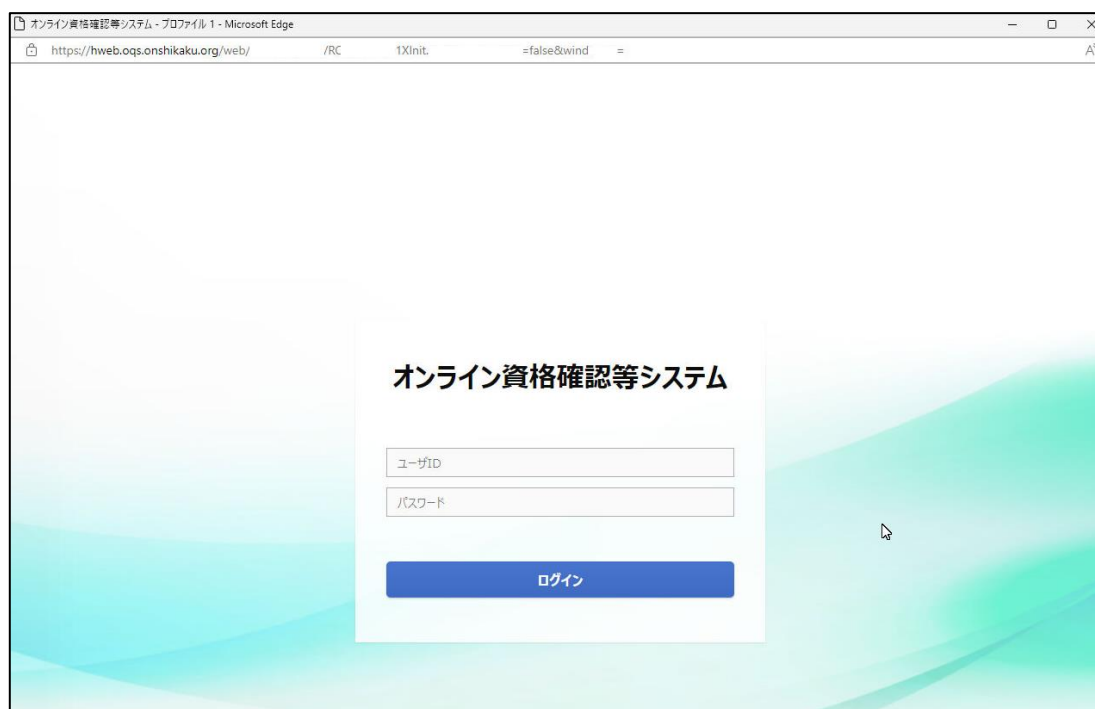 オンライン資格確認等システム - プロファイル 1 - Microsoft Edge
https://hweb.oqs.onshikaku.org/web/ /RC 1XInit. =false&wind =
オンライン資格確認等システム
ユーザID
パスワード
ログイン